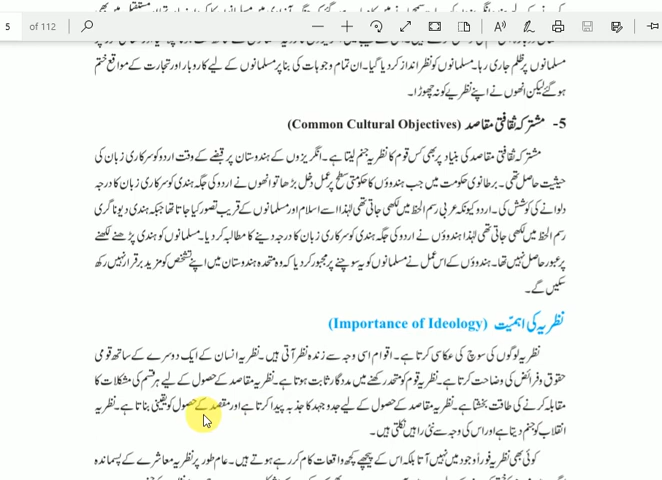 5 of 112
مسلمانوں پر ظلم جاری رہا۔ مسلمانوں کو نظر انداز کر دیا گیا۔ ان تمام وجوہات کی بنا پر مسلمانوں کے لیے کاروبار اور تجارت کے مواقع ختم
ہو گئے لیکن انھوں نے اپنے نظریے کو نہ چھوڑا۔
5- مشترکہ ثقافتی مقاصد (Common Cultural Objectives)
مشترکہ ثقافتی مقاصد کی بنیاد پر بھی کس قوم کا نظریہ جنم لیتا ہے۔ انگریزوں کے ہندوستان پر قبضے کے وقت اردو کو سرکاری زبان کی
حیثیت حاصل تھی۔ برطانوی حکومت میں جب ہندوؤں کا حکومتی سطح پر عمل دخل بڑھا تو انھوں نے اردو کی جگہ ہندی کو سرکاری زبان کا درجہ
دلوانے کی کوشش کی۔ اردو کیونکہ عربی رسم الخط میں لکھی جاتی تھی لہٰذا اسے اسلام اور مسلمانوں کے قریب تصور کیا جاتا تھا جبکہ ہندی دیوناگری
رسم الخط میں لکھی جاتی تھی لہٰذا ہندوؤں نے اردو کی جگہ ہندی کو سرکاری زبان کا درجہ دینے کا مطالبہ کر دیا۔ مسلمانوں کو ہندی پڑھنے لکھنے
پر عبور حاصل نہیں تھا۔ ہندوؤں کے اس عمل نے مسلمانوں کو یہ سوچنے پر مجبور کر دیا کہ وہ متحدہ ہندوستان میں اپنے تشخص کو مزید برقرار نہیں رکھ
سکیں گے۔
نظریہ کی اہمیّت (Importance of Ideology)
نظریہ لوگوں کی سوچ کی عکاسی کرتا ہے۔ اقوام اسی وجہ سے زندہ نظر آتی ہیں۔ نظریہ انسان کے ایک دوسرے کے ساتھ قومی
حقوق و فرائض کی وضاحت کرتا ہے۔ نظریہ قوم کو متحد رکھنے میں مددگار ثابت ہوتا ہے۔ نظریہ مقاصد کے حصول کے لیے ہر قسم کی مشکلات کا
مقابلہ کرنے کی طاقت بخشتا ہے۔ نظریہ مقاصد کے حصول کے لیے جدوجہد کا جذبہ پیدا کرتا ہے اور مقصد کے حصول کو یقینی بناتا ہے۔ نظریہ
انقلاب کو جنم دیتا ہے اور اس کی وجہ سے نئی راہیں نکلتی ہیں۔
کوئی بھی نظریہ فوراً وجود میں نہیں آتا بلکہ اس کے پیچھے کچھ واقعات کام کر رہے ہوتے ہیں۔ عام طور پر نظریہ معاشرے کے پسماندہ